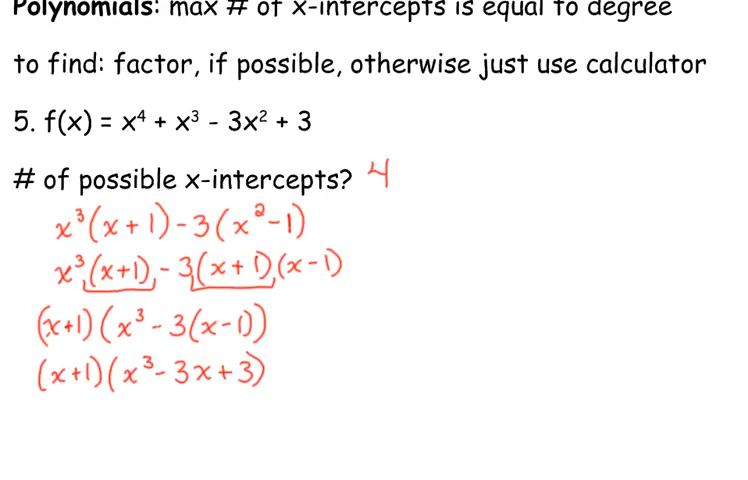 Polynomials: max # of x-intercepts is equal to degree
to find: factor, if possible, otherwise just use calculator
5. f(x) = x⁴ + x³ - 3x² + 3
# of possible x-intercepts? 4
x³(x + 1) - 3(x² - 1)
x³(x+1) - 3(x + 1)(x - 1)
(x+1)(x³ - 3(x-1))
(x+1)(x³ - 3x + 3)